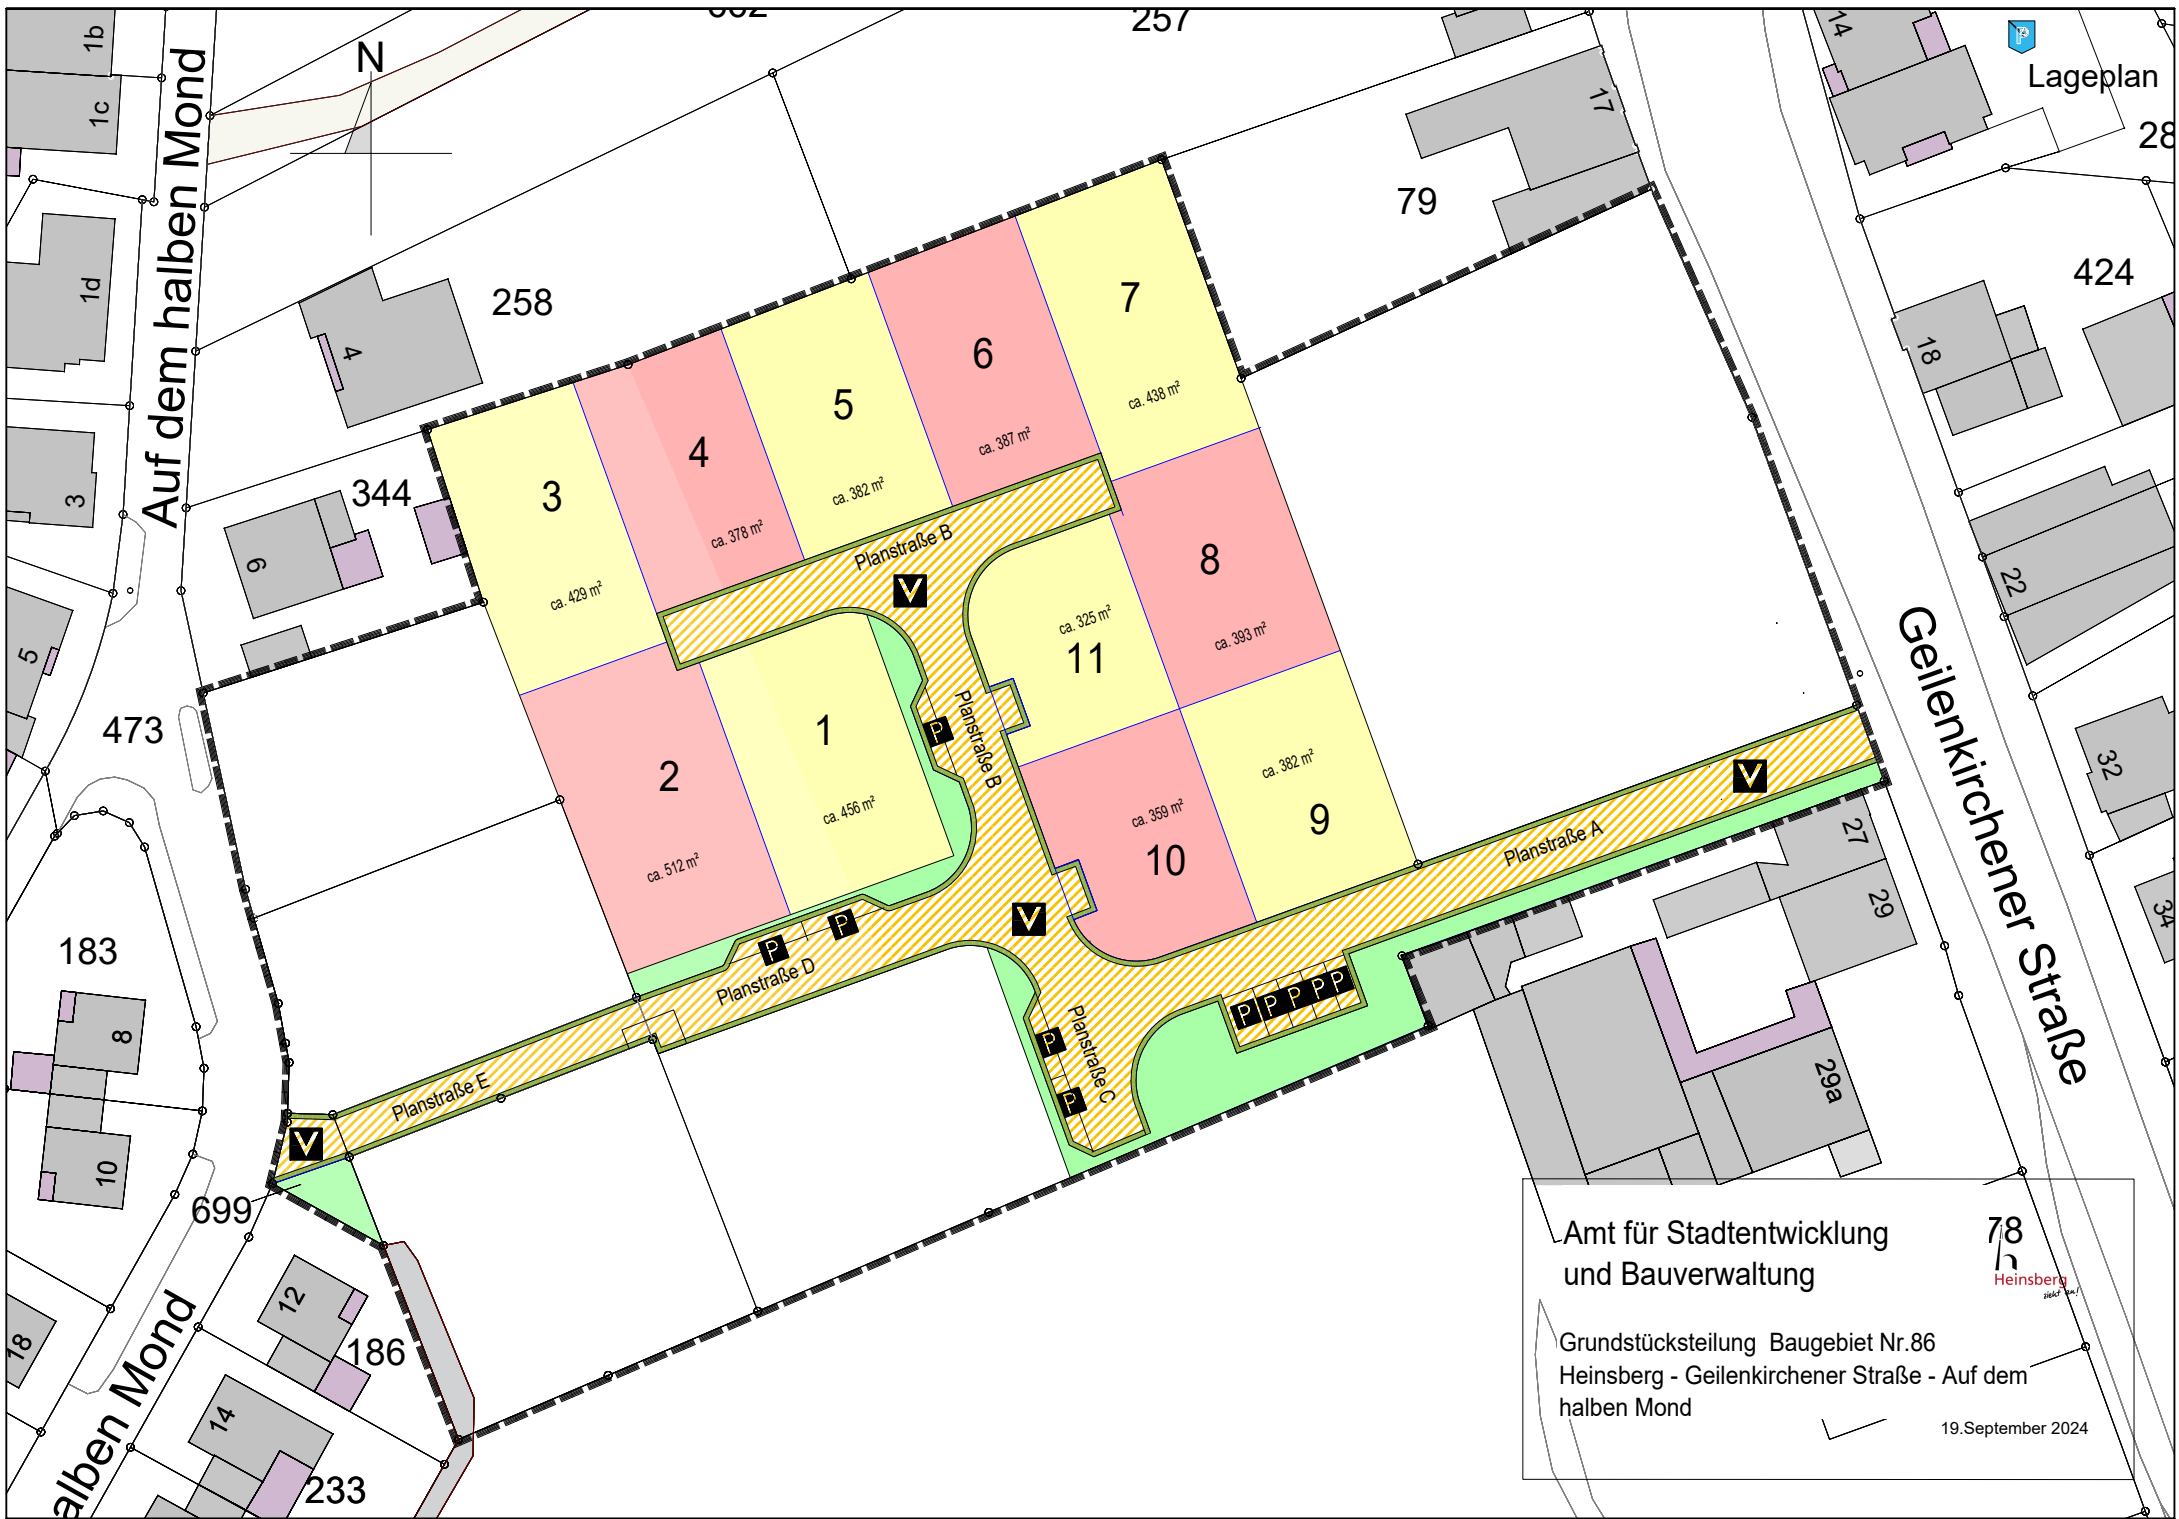 1b
1c
1d
3
5
Auf dem halben Mond
N
257
258
4
344
6
79
17
14
Lageplan
28
424
18
22
32
34
Geilenkirchener Straße
7
ca. 438 m²
6
ca. 387 m²
5
ca. 382 m²
4
ca. 378 m²
3
ca. 429 m²
Planstraße B
V
8
ca. 393 m²
ca. 325 m²
11
2
ca. 512 m²
1
ca. 456 m²
P
Planstraße B
ca. 382 m²
9
ca. 359 m²
10
V
Planstraße A
V
P
P
Planstraße D
P
P
P
P
P
P
P
Planstraße C
Planstraße E
V
473
183
8
10
699
12
186
14
233
18
alben Mond
27
29
29a
Amt für Stadtentwicklung
und Bauverwaltung
78
Heinsberg
zieht an!
Grundstücksteilung Baugebiet Nr.86
Heinsberg - Geilenkirchener Straße - Auf dem
halben Mond
19.September 2024